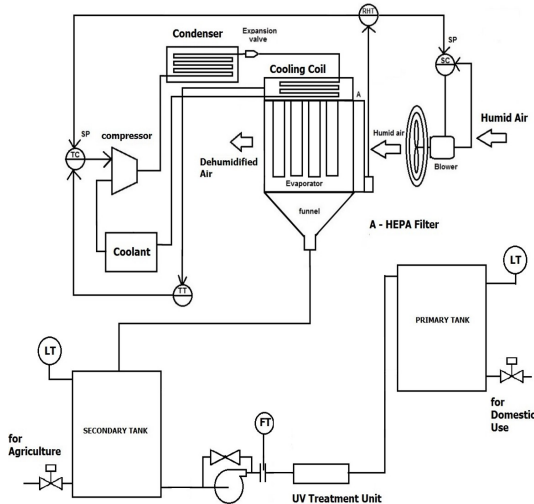 RHT
Condenser
Expansion
valve
SP
Cooling Coil
SC
A
compressor
Humid Air
SP
Humid air
TC
Dehumidified
Air
Blower
Evaporator
funnel
A - HEPA Filter
Coolant
LT
TT
PRIMARY TANK
LT
for
Domestic
Use
FT
SECONDARY TANK
for
Agriculture
UV Treatment Unit